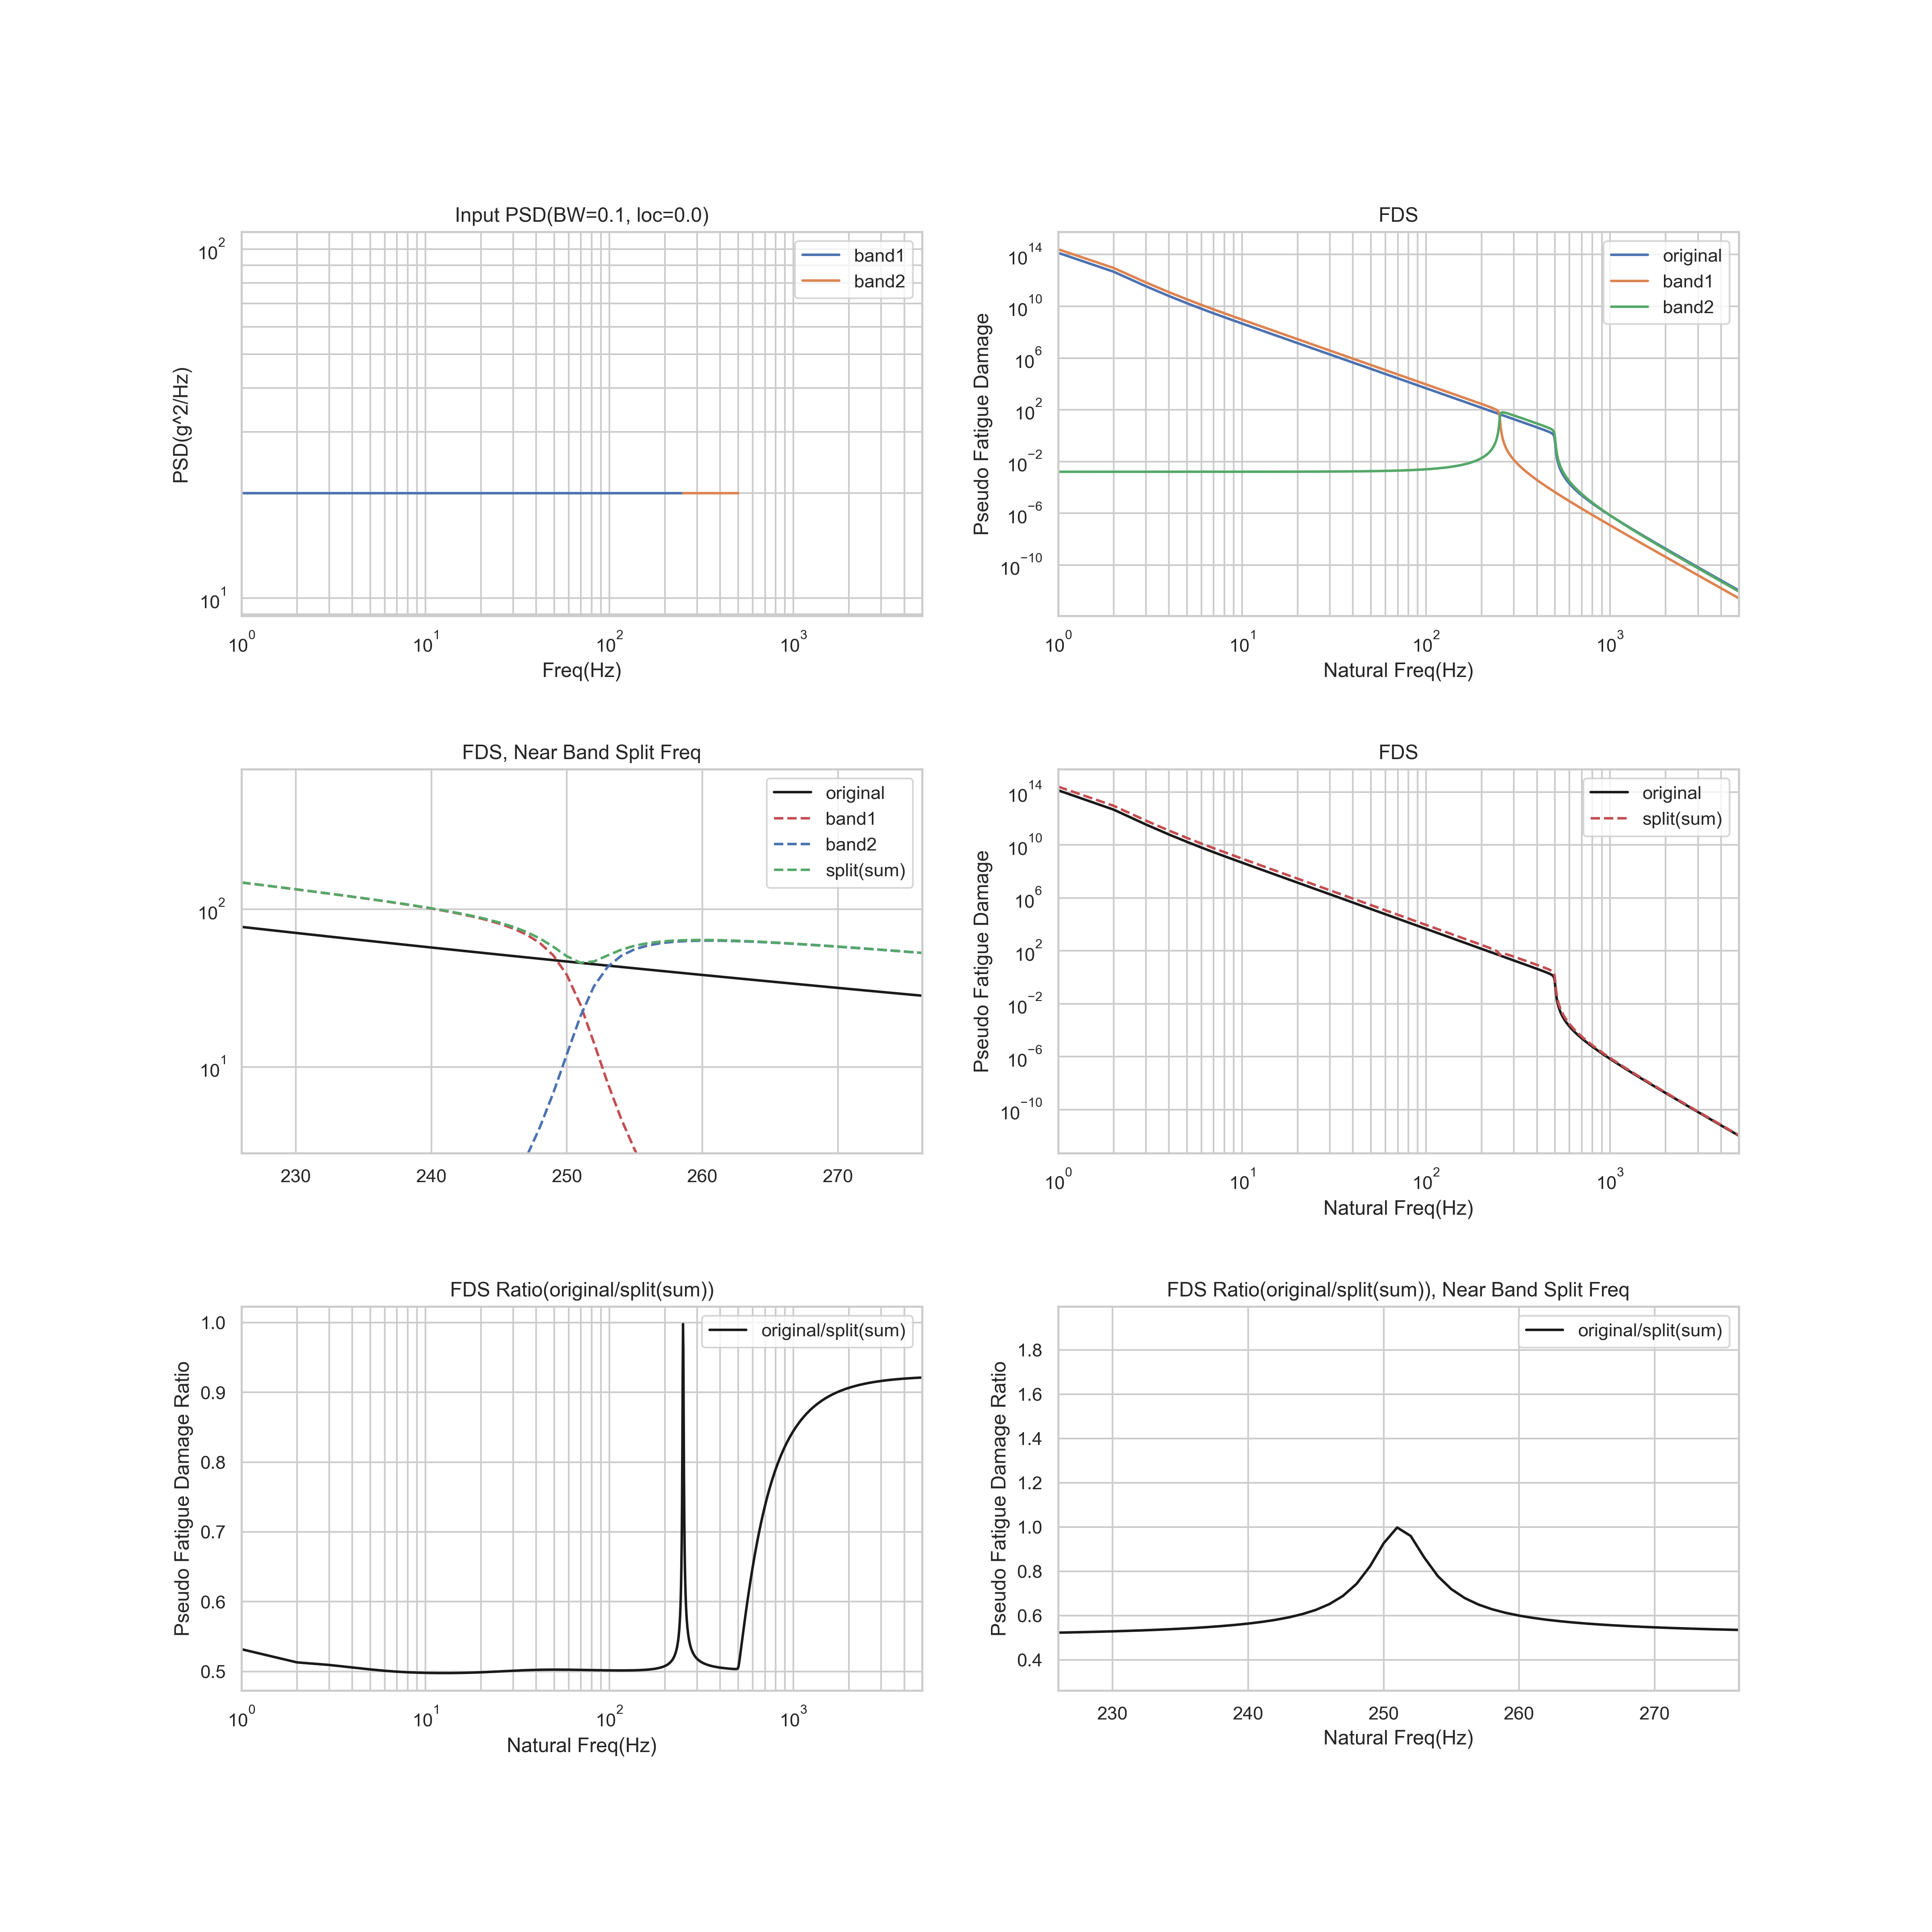 Input PSD(BW=0.1, loc=0.0)
PSD(g^2/Hz)
10^2
10^1
band1
band2
10^0 10^1 10^2 10^3
Freq(Hz)
FDS
Pseudo Fatigue Damage
10^14
10^10
10^6
10^2
10^−2
10^−6
10^−10
original
band1
band2
10^0 10^1 10^2 10^3
Natural Freq(Hz)
FDS, Near Band Split Freq
10^2
10^1
original
band1
band2
split(sum)
230 240 250 260 270
FDS
Pseudo Fatigue Damage
10^14
10^10
10^6
10^2
10^−2
10^−6
10^−10
original
split(sum)
10^0 10^1 10^2 10^3
Natural Freq(Hz)
FDS Ratio(original/split(sum))
Pseudo Fatigue Damage Ratio
1.0
0.9
0.8
0.7
0.6
0.5
original/split(sum)
10^0 10^1 10^2 10^3
Natural Freq(Hz)
FDS Ratio(original/split(sum)), Near Band Split Freq
Pseudo Fatigue Damage Ratio
1.8
1.6
1.4
1.2
1.0
0.8
0.6
0.4
original/split(sum)
230 240 250 260 270
Natural Freq(Hz)